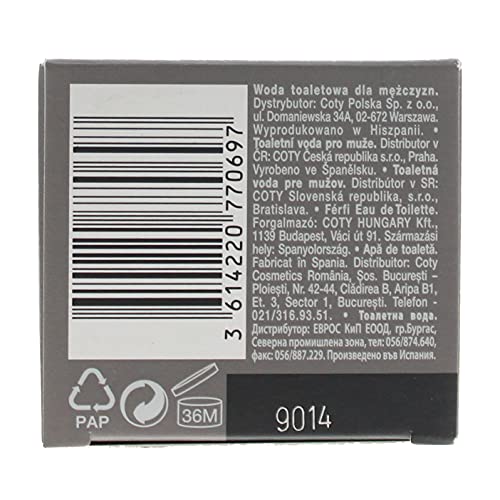 Woda toaletowa dla mężczyzn.
Dystrybutor: Coty Polska Sp. z o.o.,
ul. Domaniewska 34A, 02-672 Warszawa.
Wyprodukowano w Hiszpanii. •
Toaletní voda pro muže. Distributor v
ČR: COTY Česká republika s.r.o., Praha.
Vyrobeno ve Španělsku. • Toaletná
voda pre mužov. Distribútor v SR:
COTY Slovenská republika, s.r.o.,
Bratislava. • Férfi Eau de Toilette.
Forgalmazó: COTY HUNGARY Kft.,
1139 Budapest, Váci út 91. Származási
hely: Spanyolország. • Apă de toaletă.
Fabricat în Spania. Distribuitor: Coty
Cosmetics România, Șos. București –
Ploiești, Nr. 42-44, Clădirea B, Aripa B1,
Et. 3, Sector 1, București. Telefon -
021/316.93.51. • Тоалетна вода.
Дистрибутор: ЕВРОС КиП ЕООД, гр.Бургас,
Северна промишлена зона, тел.: 056/874.640,
факс: 056/887.229. Произведено във Испания.
3 614220 770697
PAP
36M
9014